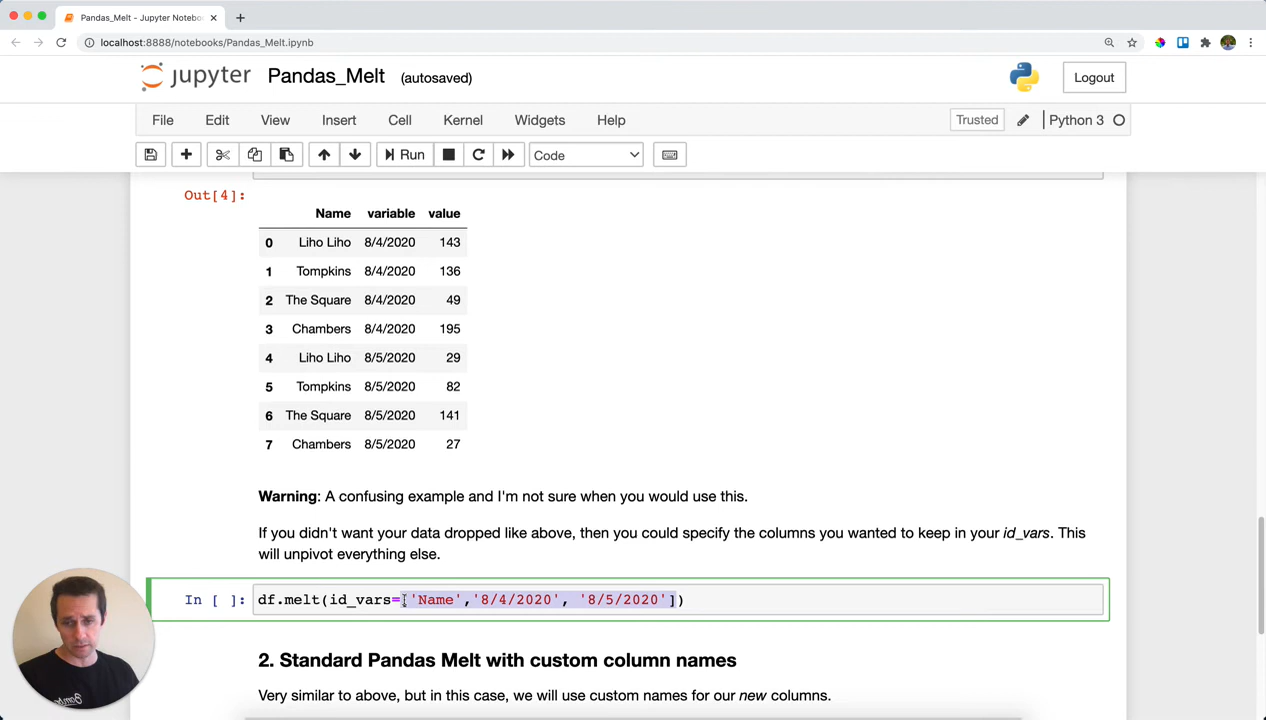 Pandas_Melt - Jupyter Noteboo
localhost:8888/notebooks/Pandas_Melt.ipynb
jupyter Pandas_Melt (autosaved) Logout
File Edit View Insert Cell Kernel Widgets Help Trusted Python 3
Run Code
Out[4]:
Name variable value
0 Liho Liho 8/4/2020 143
1 Tompkins 8/4/2020 136
2 The Square 8/4/2020 49
3 Chambers 8/4/2020 195
4 Liho Liho 8/5/2020 29
5 Tompkins 8/5/2020 82
6 The Square 8/5/2020 141
7 Chambers 8/5/2020 27
Warning: A confusing example and I'm not sure when you would use this.
If you didn't want your data dropped like above, then you could specify the columns you wanted to keep in your id_vars. This
will unpivot everything else.
In [ ]: df.melt(id_vars=['Name','8/4/2020', '8/5/2020'])
2. Standard Pandas Melt with custom column names
Very similar to above, but in this case, we will use custom names for our new columns.